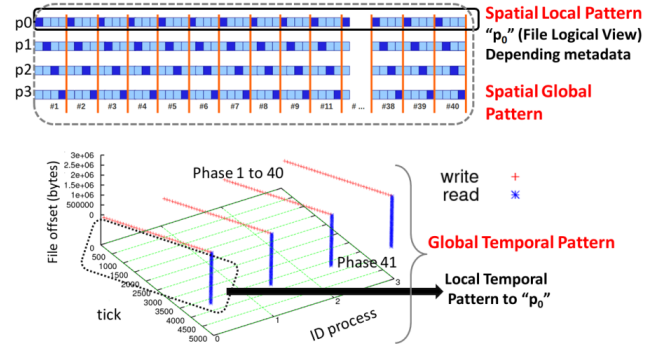 p0
p1
p2
p3
#1 #2 #3 #4 #5 #6 #7 #8 #9 #11 # ... #38 #39 #40
Spatial Local Pattern
“p₀” (File Logical View)
Depending metadata
Spatial Global
Pattern
3e+06
2.5e+06
2e+06
1.5e+06
1e+06
500000
0
File offset (bytes)
Phase 1 to 40
Phase 41
write
read
Global Temporal Pattern
Local Temporal
Pattern to “p₀”
0
500
1000
1500
2000
2500
3000
3500
4000
4500
5000
tick
0
1
2
3
ID process